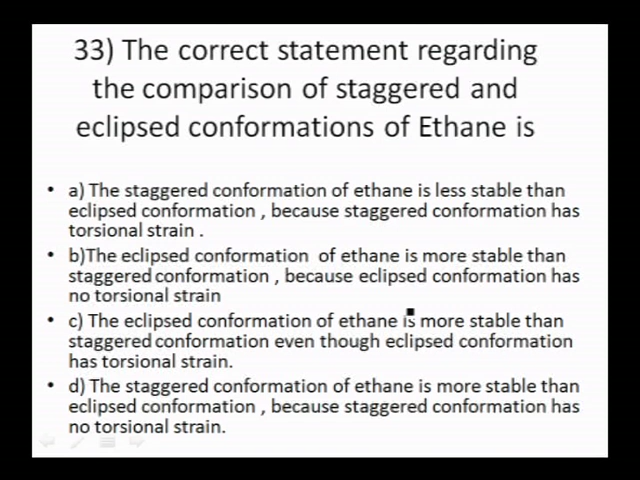 33) The correct statement regarding
the comparison of staggered and
eclipsed conformations of Ethane is
• a) The staggered conformation of ethane is less stable than
eclipsed conformation , because staggered conformation has
torsional strain .
• b)The eclipsed conformation of ethane is more stable than
staggered conformation , because eclipsed conformation has
no torsional strain
• c) The eclipsed conformation of ethane is more stable than
staggered conformation even though eclipsed conformation
has torsional strain.
• d) The staggered conformation of ethane is more stable than
eclipsed conformation , because staggered conformation has
no torsional strain.